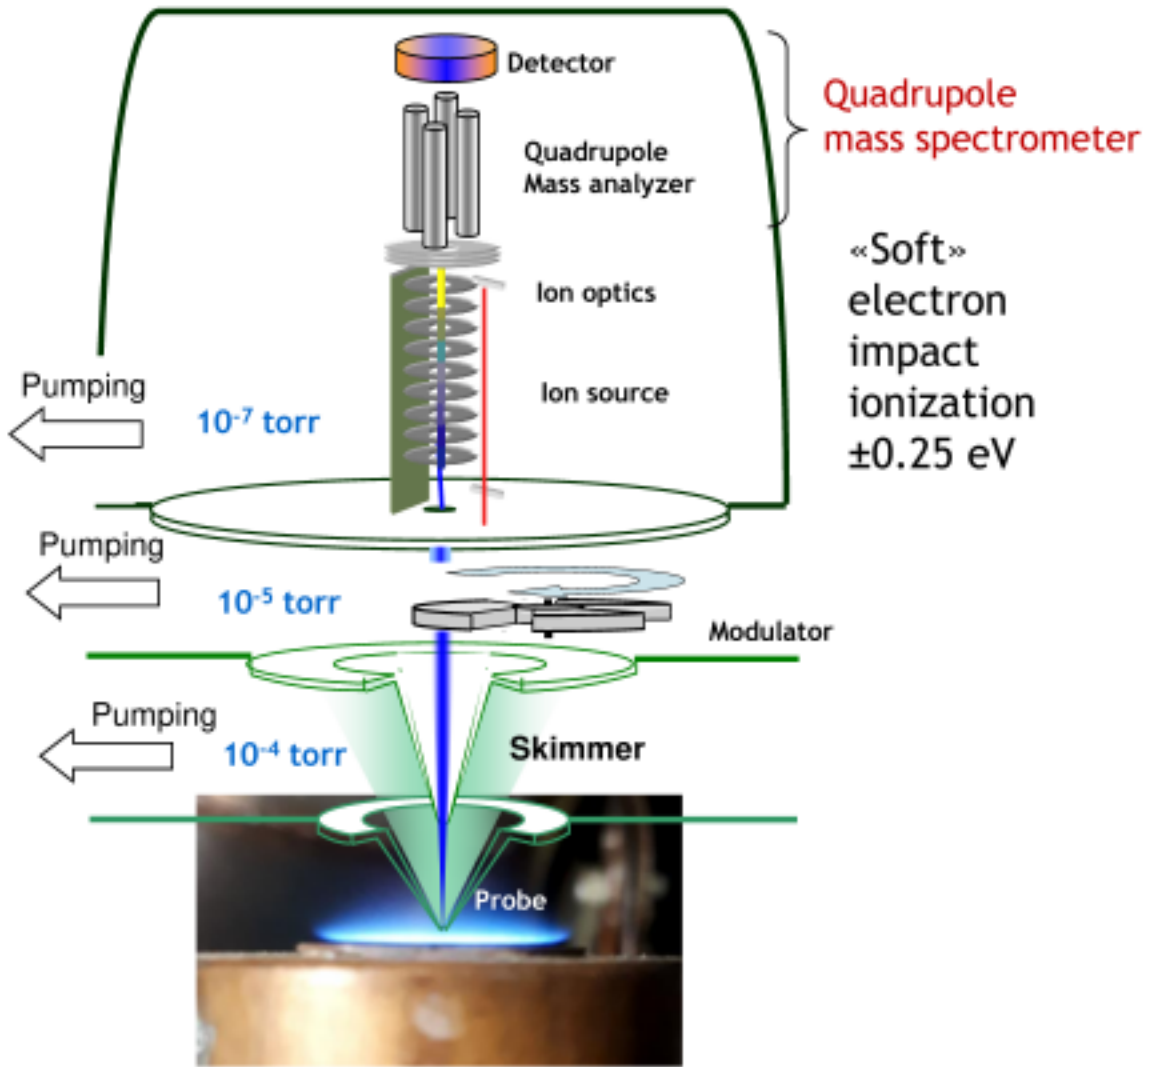 Detector
Quadrupole
mass spectrometer
Quadrupole
Mass analyzer
«Soft»
electron
impact
ionization
±0.25 eV
Ion optics
Ion source
Pumping
10⁻⁷ torr
Pumping
10⁻⁵ torr
Modulator
Pumping
10⁻⁴ torr
Skimmer
Probe